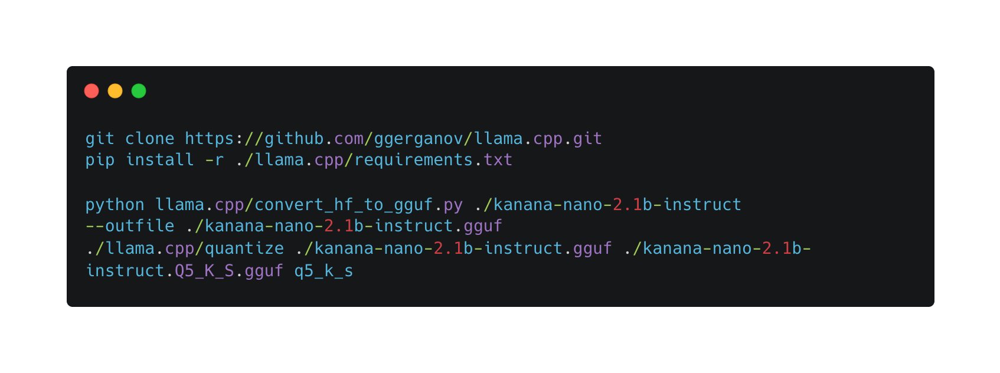 git clone https://github.com/ggerganov/llama.cpp.git
pip install -r ./llama.cpp/requirements.txt
python llama.cpp/convert_hf_to_gguf.py ./kanana-nano-2.1b-instruct
--outfile ./kanana-nano-2.1b-instruct.gguf
./llama.cpp/quantize ./kanana-nano-2.1b-instruct.gguf ./kanana-nano-2.1b-
instruct.Q5_K_S.gguf q5_k_s